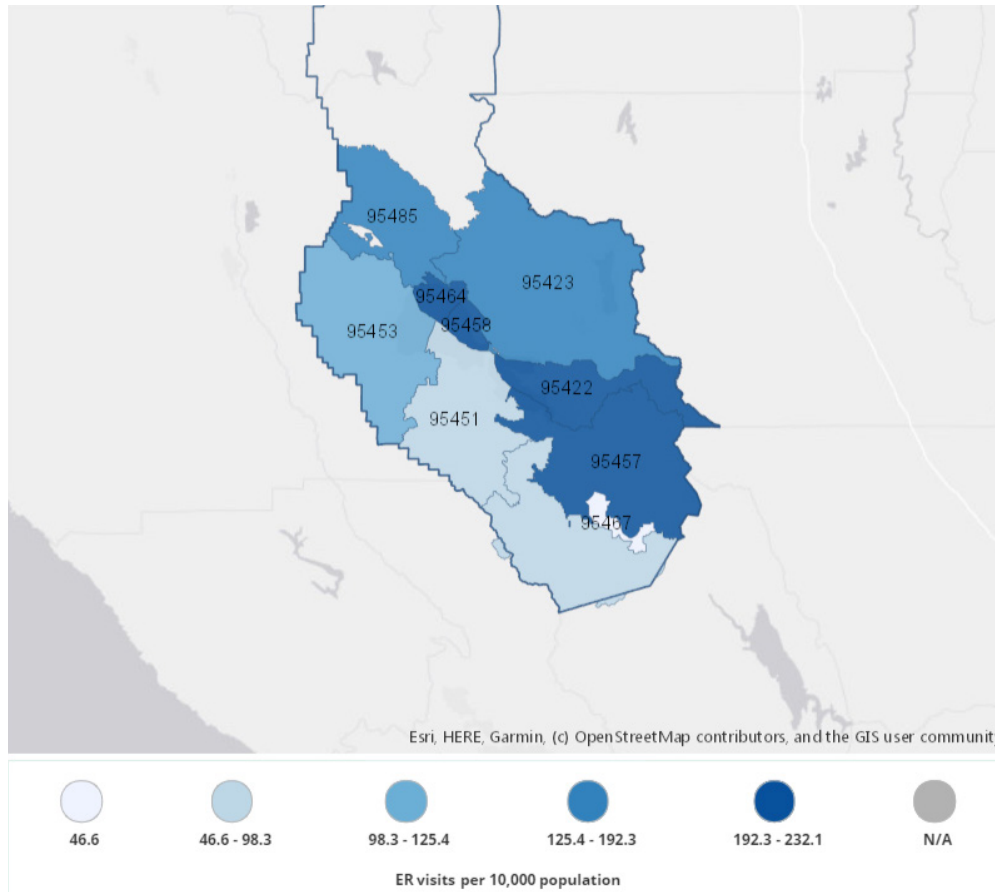 95485
95423
95464
95458
95453
95422
95451
95457
95467
Esri, HERE, Garmin, (c) OpenStreetMap contributors, and the GIS user communit
46.6
46.6 - 98.3
98.3 - 125.4
125.4 - 192.3
192.3 - 232.1
N/A
ER visits per 10,000 population